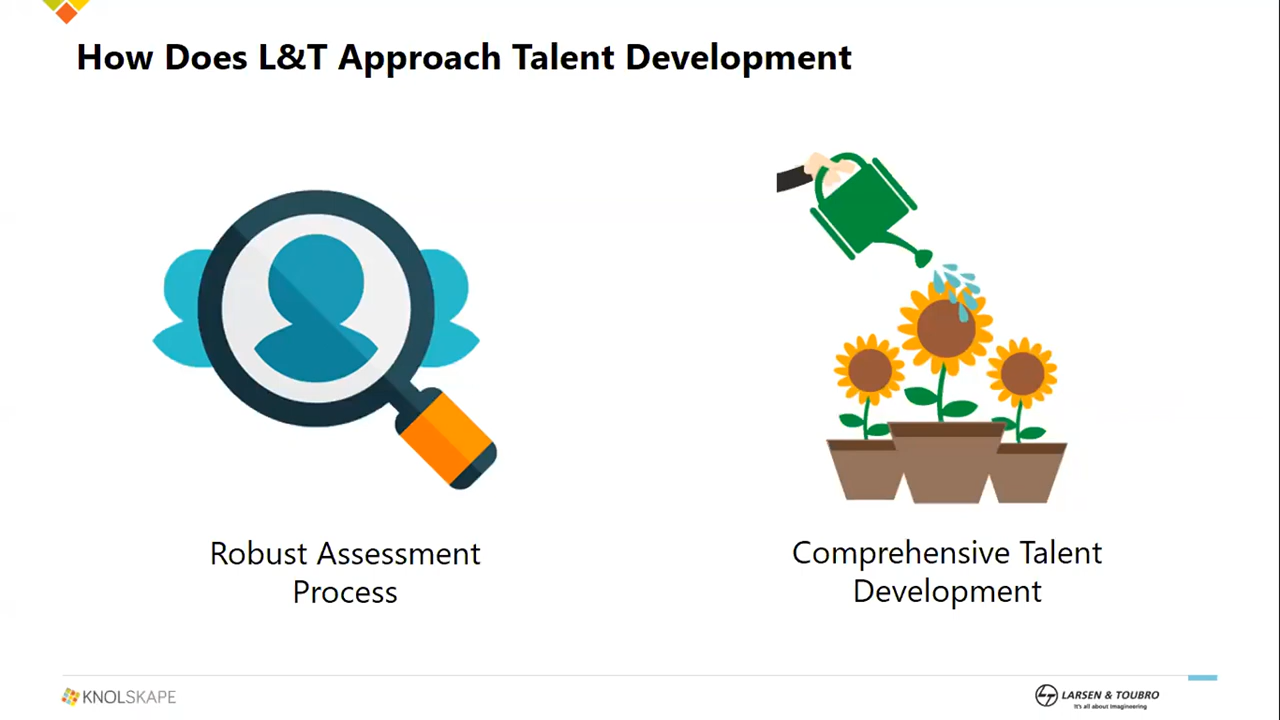 How Does L&T Approach Talent Development
Robust Assessment
Process
Comprehensive Talent
Development
KNOLSKAPE
LARSEN & TOUBRO
It's all about Imagineering